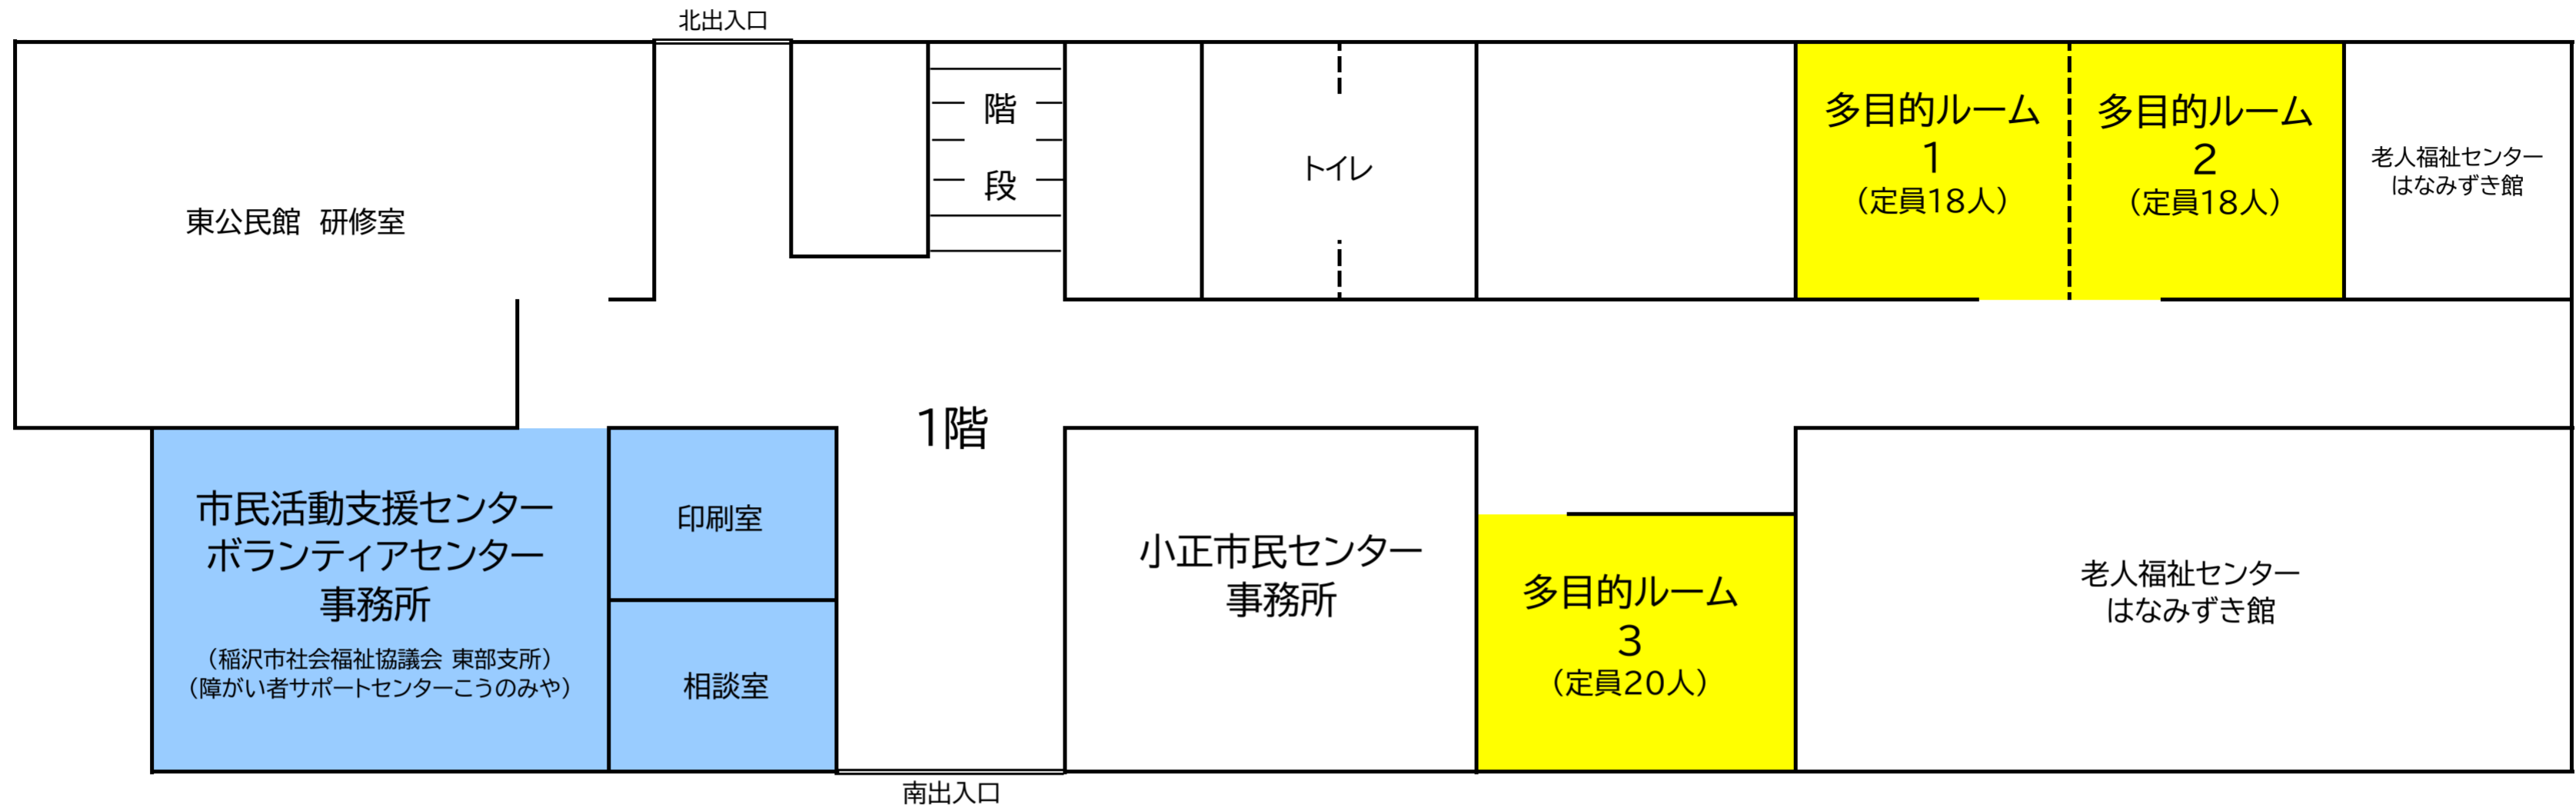 北出入口
階
段
トイレ
多目的ルーム
1
（定員18人）
多目的ルーム
2
（定員18人）
老人福祉センター
はなみずき館
東公民館 研修室
1階
市民活動支援センター
ボランティアセンター
事務所
（稲沢市社会福祉協議会 東部支所）
（障がい者サポートセンターこうのみや）
印刷室
相談室
小正市民センター
事務所
多目的ルーム
3
（定員20人）
老人福祉センター
はなみずき館
南出入口